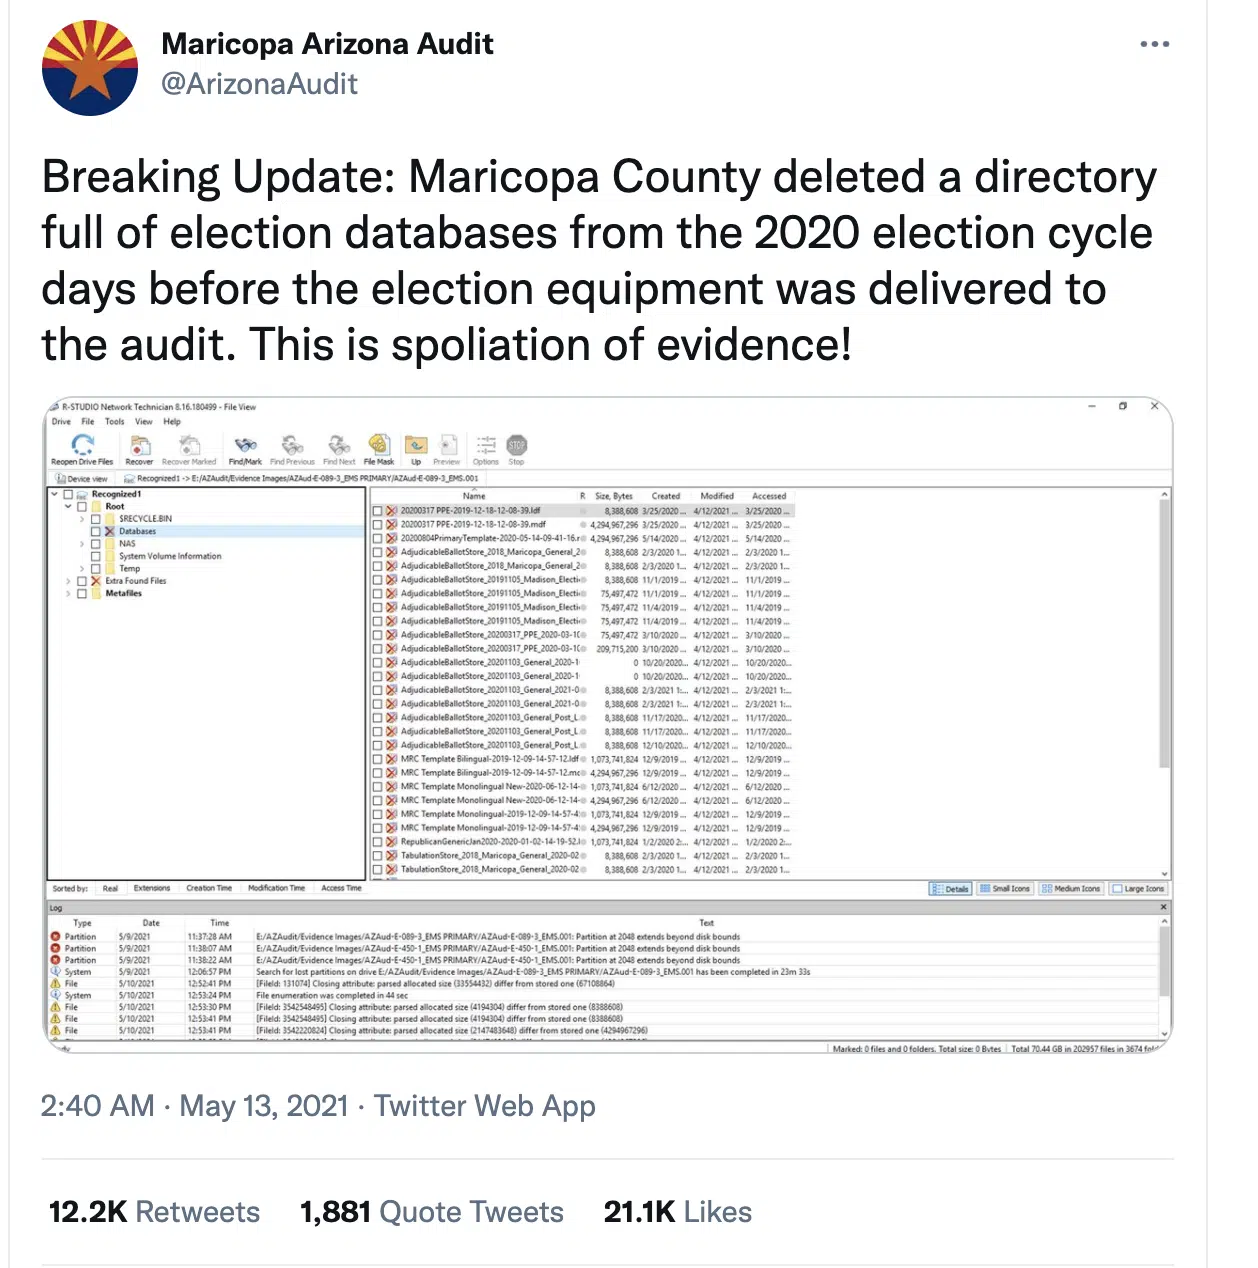 Maricopa Arizona Audit
@ArizonaAudit
Breaking Update: Maricopa County deleted a directory
full of election databases from the 2020 election cycle
days before the election equipment was delivered to
the audit. This is spoliation of evidence!
R-STUDIO Network Technician 8.16.180499 - File View
Drive File Tools View Help
Reopen Drive Files Recover Recover Marked Find/Mark Find Previous Find Next File Mask Up Preview Options Stop
Device view Recognized1 -> E:/AZAudit/Evidence Images/AZAud-E-089-3_EMS PRIMARY/AZAud-E-089-3_EMS.001
Recognized1
Root
$RECYCLE.BIN
Databases
NAS
System Volume Information
Temp
Extra Found Files
Metafiles
Name R Size, Bytes Created Modified Accessed
20200317 PPE-2019-12-18-12-08-39.ldf 8,388,608 3/25/2020 ... 4/12/2021 ... 3/25/2020 ...
20200317 PPE-2019-12-18-12-08-39.mdf 4,294,967,296 3/25/2020 ... 4/12/2021 ... 3/25/2020 ...
20200804PrimaryTemplate-2020-05-14-09-41-16.r 4,294,967,296 5/14/2020 ... 4/12/2021 ... 5/14/2020 ...
AdjudicableBallotStore_2018_Maricopa_General_2 8,388,608 2/3/2020 1... 4/12/2021 ... 2/3/2020 1...
AdjudicableBallotStore_2018_Maricopa_General_2 8,388,608 2/3/2020 1... 4/12/2021 ... 2/3/2020 1...
AdjudicableBallotStore_20191105_Madison_Electi 8,388,608 11/1/2019 ... 4/12/2021 ... 11/1/2019 ...
AdjudicableBallotStore_20191105_Madison_Electi 75,497,472 11/1/2019 ... 4/12/2021 ... 11/1/2019 ...
AdjudicableBallotStore_20191105_Madison_Electi 75,497,472 11/4/2019 ... 4/12/2021 ... 11/4/2019 ...
AdjudicableBallotStore_20191105_Madison_Electi 75,497,472 11/4/2019 ... 4/12/2021 ... 11/4/2019 ...
AdjudicableBallotStore_20200317_PPE_2020-03-10 75,497,472 3/10/2020 ... 4/12/2021 ... 3/10/2020 ...
AdjudicableBallotStore_20200317_PPE_2020-03-10 209,715,200 3/10/2020 ... 4/12/2021 ... 3/10/2020 ...
AdjudicableBallotStore_20201103_General_2020-1 0 10/20/2020... 4/12/2021 ... 10/20/2020...
AdjudicableBallotStore_20201103_General_2020-1 0 10/20/2020... 4/12/2021 ... 10/20/2020...
AdjudicableBallotStore_20201103_General_2021-0 8,388,608 2/3/2021 1:... 4/12/2021 ... 2/3/2021 1:...
AdjudicableBallotStore_20201103_General_2021-0 8,388,608 2/3/2021 1:... 4/12/2021 ... 2/3/2021 1:...
AdjudicableBallotStore_20201103_General_Post_L 8,388,608 11/17/2020... 4/12/2021 ... 11/17/2020...
AdjudicableBallotStore_20201103_General_Post_L 8,388,608 11/17/2020... 4/12/2021 ... 11/17/2020...
AdjudicableBallotStore_20201103_General_Post_L 8,388,608 12/10/2020... 4/12/2021 ... 12/10/2020...
MRC Template Bilingual-2019-12-09-14-57-12.ldf 1,073,741,824 12/9/2019 ... 4/12/2021 ... 12/9/2019 ...
MRC Template Bilingual-2019-12-09-14-57-12.mc 4,294,967,296 12/9/2019 ... 4/12/2021 ... 12/9/2019 ...
MRC Template Monolingual New-2020-06-12-14- 1,073,741,824 6/12/2020 ... 4/12/2021 ... 6/12/2020 ...
MRC Template Monolingual New-2020-06-12-14- 4,294,967,296 6/12/2020 ... 4/12/2021 ... 6/12/2020 ...
MRC Template Monolingual-2019-12-09-14-57-4 1,073,741,824 12/9/2019 ... 4/12/2021 ... 12/9/2019 ...
MRC Template Monolingual-2019-12-09-14-57-4 4,294,967,296 12/9/2019 ... 4/12/2021 ... 12/9/2019 ...
RepublicanGenericJan2020-2020-01-02-14-19-52.l 1,073,741,824 1/2/2020 2:... 4/12/2021 ... 1/2/2020 2:...
TabulationStore_2018_Maricopa_General_2020-02 8,388,608 2/3/2020 1... 4/12/2021 ... 2/3/2020 1...
TabulationStore_2018_Maricopa_General_2020-02 8,388,608 2/3/2020 1... 4/12/2021 ... 2/3/2020 1...
Sorted by: Real Extensions Creation Time Modification Time Access Time Details Small Icons Medium Icons Large Icons
Log
Type Date Time Text
Partition 5/9/2021 11:37:28 AM E:/AZAudit/Evidence Images/AZAud-E-089-3_EMS PRIMARY/AZAud-E-089-3_EMS.001: Partition at 2048 extends beyond disk bounds
Partition 5/9/2021 11:38:07 AM E:/AZAudit/Evidence Images/AZAud-E-450-1_EMS PRIMARY/AZAud-E-450-1_EMS.001: Partition at 2048 extends beyond disk bounds
Partition 5/9/2021 11:38:22 AM E:/AZAudit/Evidence Images/AZAud-E-450-1_EMS PRIMARY/AZAud-E-450-1_EMS.001: Partition at 2048 extends beyond disk bounds
System 5/9/2021 12:06:57 PM Search for lost partitions on drive E:/AZAudit/Evidence Images/AZAud-E-089-3_EMS PRIMARY/AZAud-E-089-3_EMS.001 has been completed in 23m 33s
File 5/10/2021 12:52:41 PM [FileId: 131074] Closing attribute: parsed allocated size (33554432) differ from stored one (67108864)
System 5/10/2021 12:53:24 PM File enumeration was completed in 44 sec
File 5/10/2021 12:53:30 PM [FileId: 3542548495] Closing attribute: parsed allocated size (4194304) differ from stored one (8388608)
File 5/10/2021 12:53:41 PM [FileId: 3542548495] Closing attribute: parsed allocated size (4194304) differ from stored one (8388608)
File 5/10/2021 12:53:41 PM [FileId: 3542220824] Closing attribute: parsed allocated size (2147483648) differ from stored one (4294967296)
Marked: 0 files and 0 folders. Total size: 0 Bytes Total 70.44 GB in 202957 files in 3674
2:40 AM · May 13, 2021 · Twitter Web App
12.2K Retweets 1,881 Quote Tweets 21.1K Likes